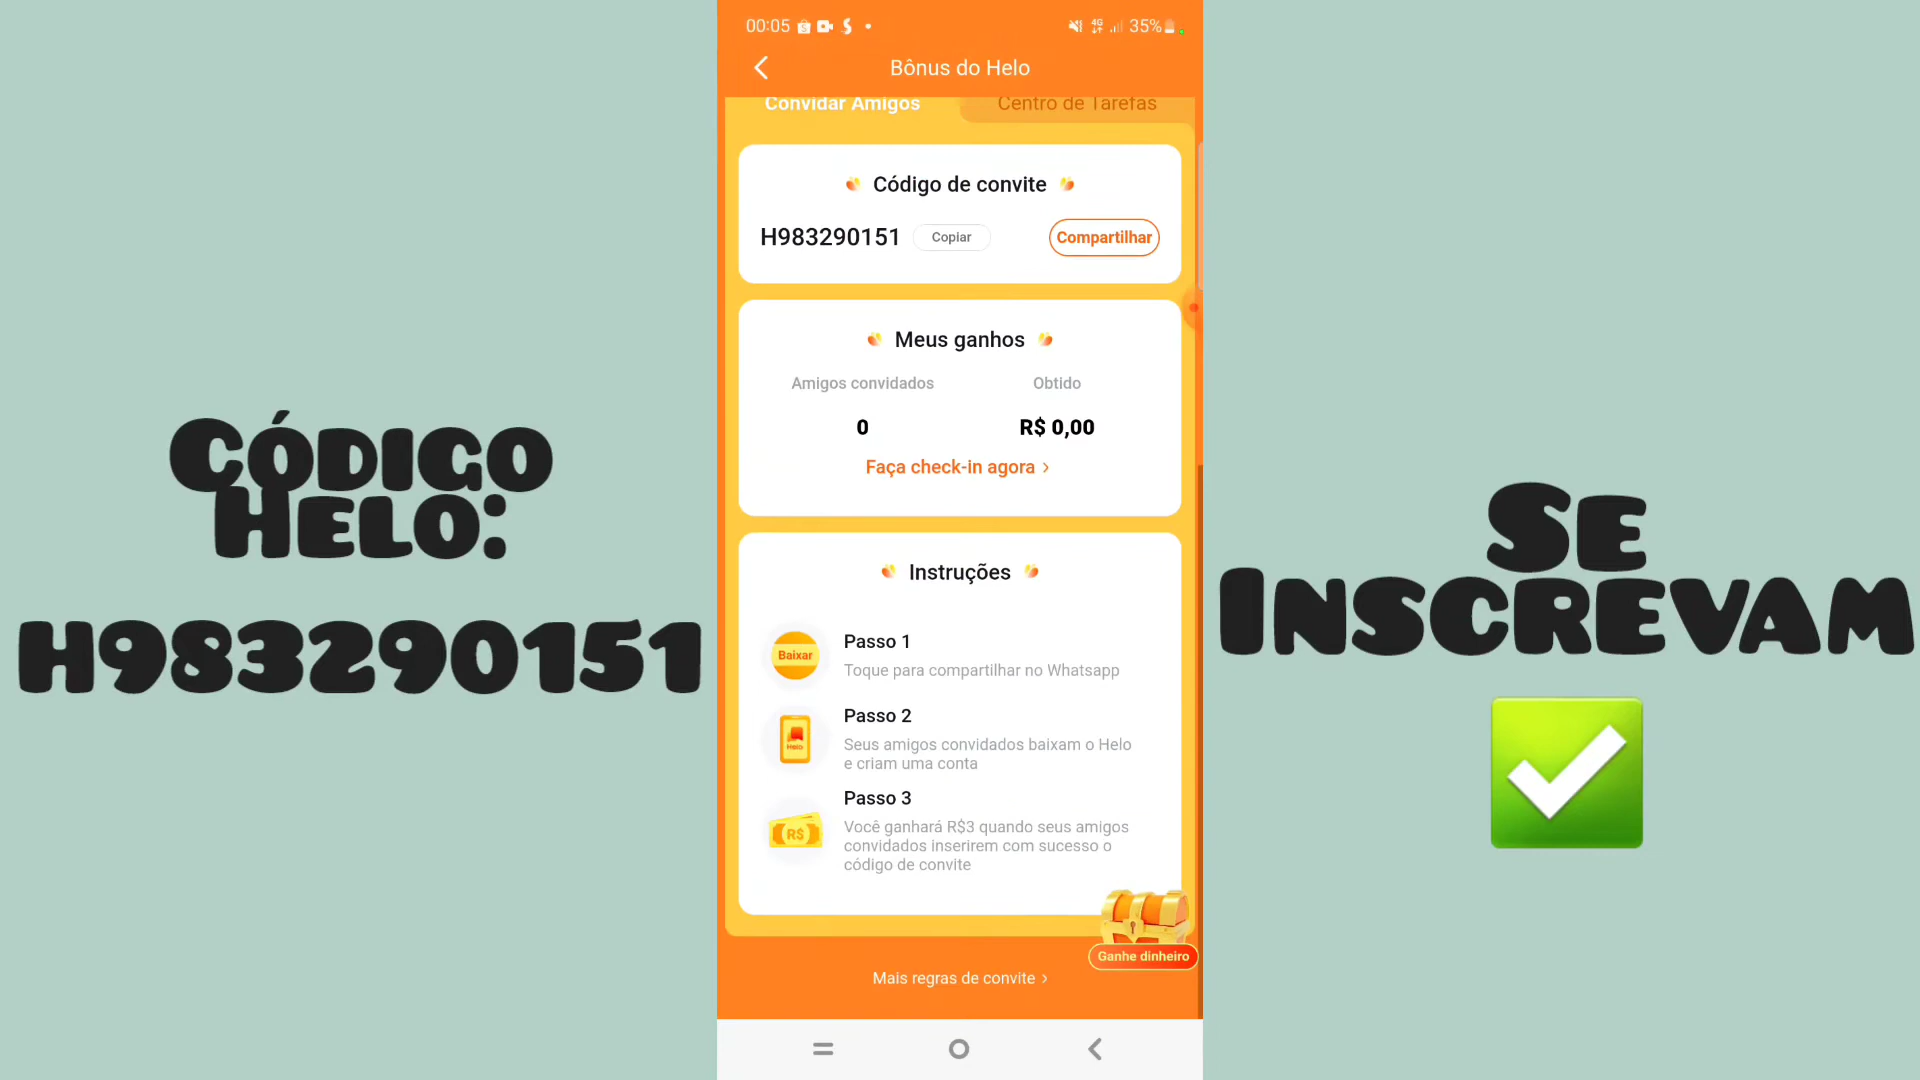 00:05
4G
35%
Bônus do Helo
Convidar Amigos
Centro de Tarefas
Código de convite
H983290151
Copiar
Compartilhar
Meus ganhos
Amigos convidados
Obtido
0
R$ 0,00
Faça check-in agora >
Instruções
Baixar
Passo 1
Toque para compartilhar no Whatsapp
Helo
Passo 2
Seus amigos convidados baixam o Helo
e criam uma conta
R$
Passo 3
Você ganhará R$3 quando seus amigos
convidados inserirem com sucesso o
código de convite
Ganhe dinheiro
Mais regras de convite >
Código
Helo:
H983290151
Se
Inscrevam